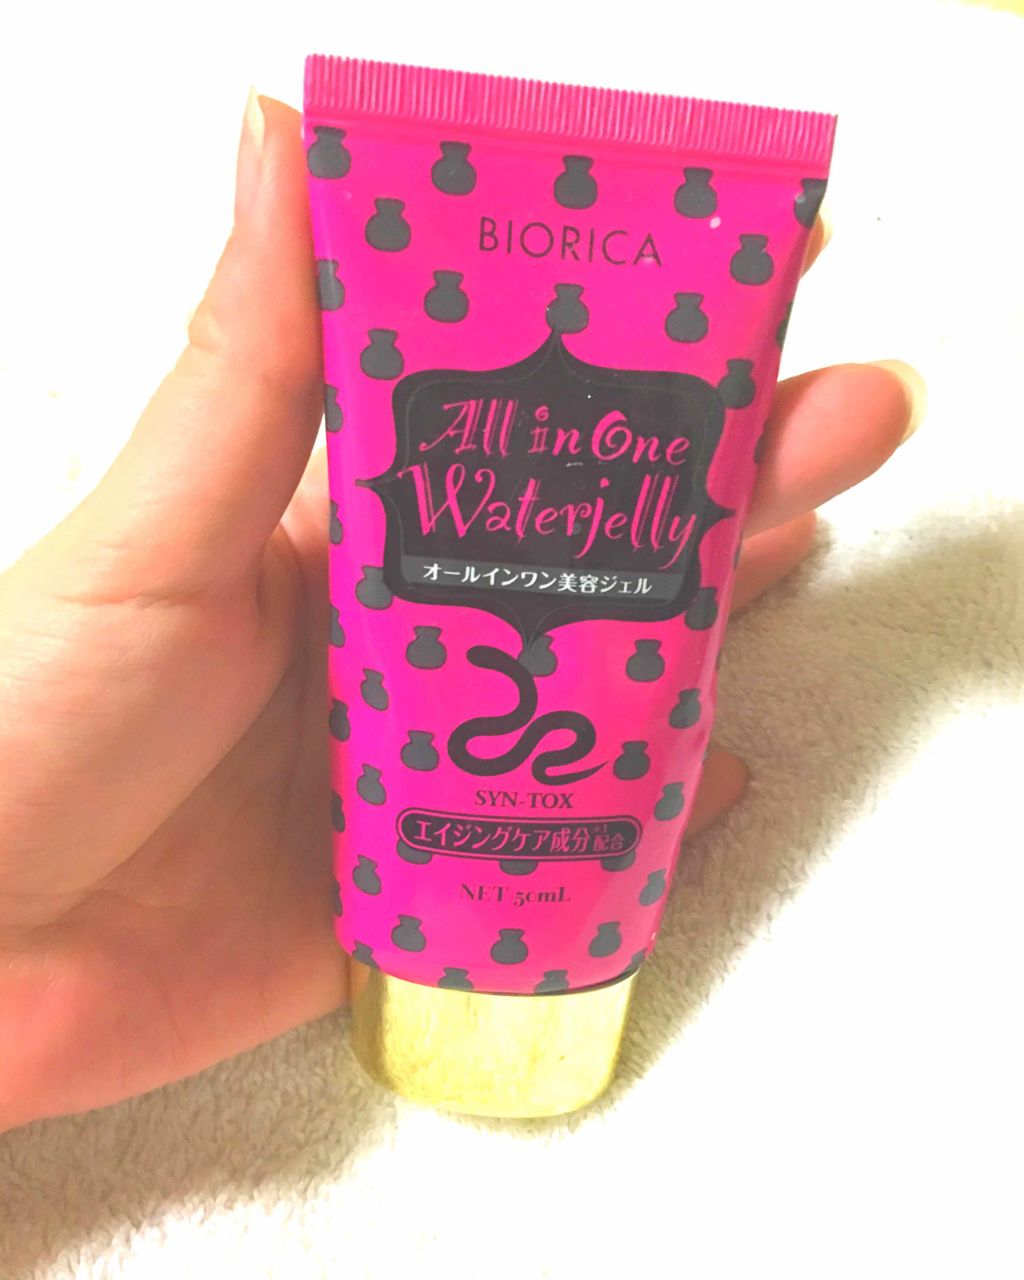 BIORICA
All in One
Waterjelly
オールインワン美容ジェル
SYN-TOX
エイジングケア成分*1配合
NET 50mL